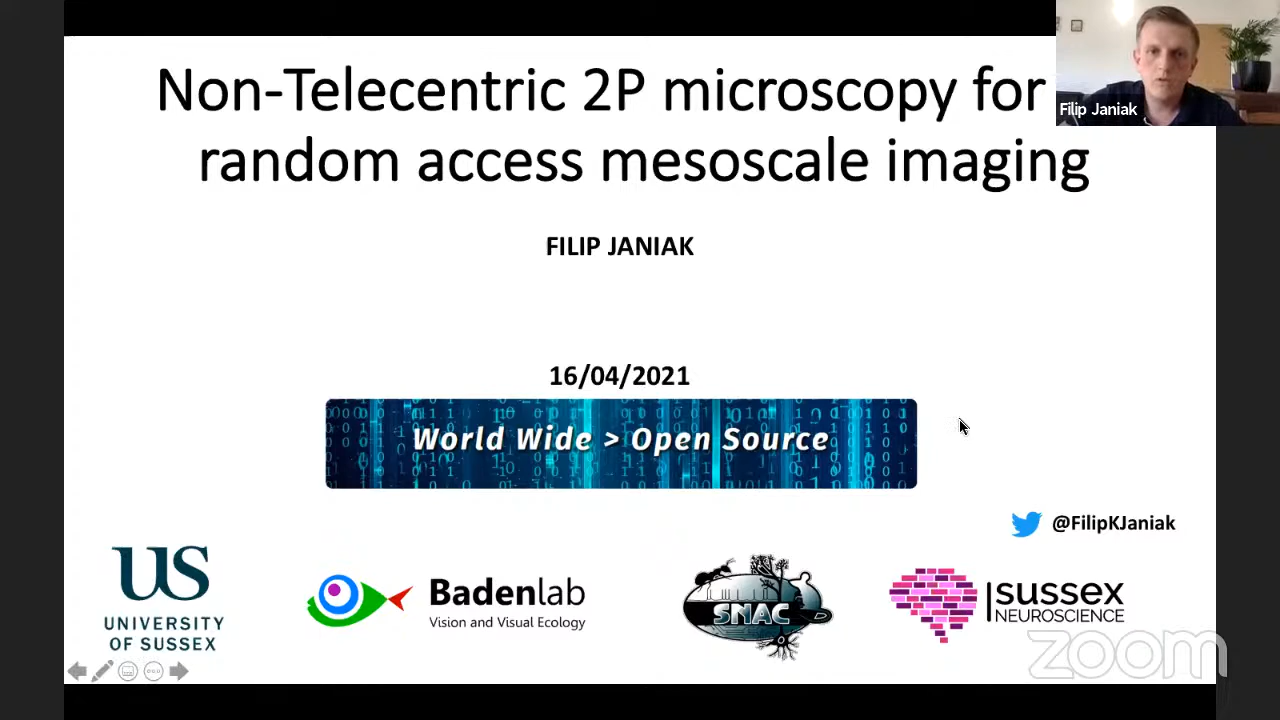 Non-Telecentric 2P microscopy for
random access mesoscale imaging
Filip Janiak
FILIP JANIAK
16/04/2021
World Wide > Open Source
@FilipKJaniak
US
UNIVERSITY
OF SUSSEX
Badenlab
Vision and Visual Ecology
SNAC
sussex
NEUROSCIENCE
zoom